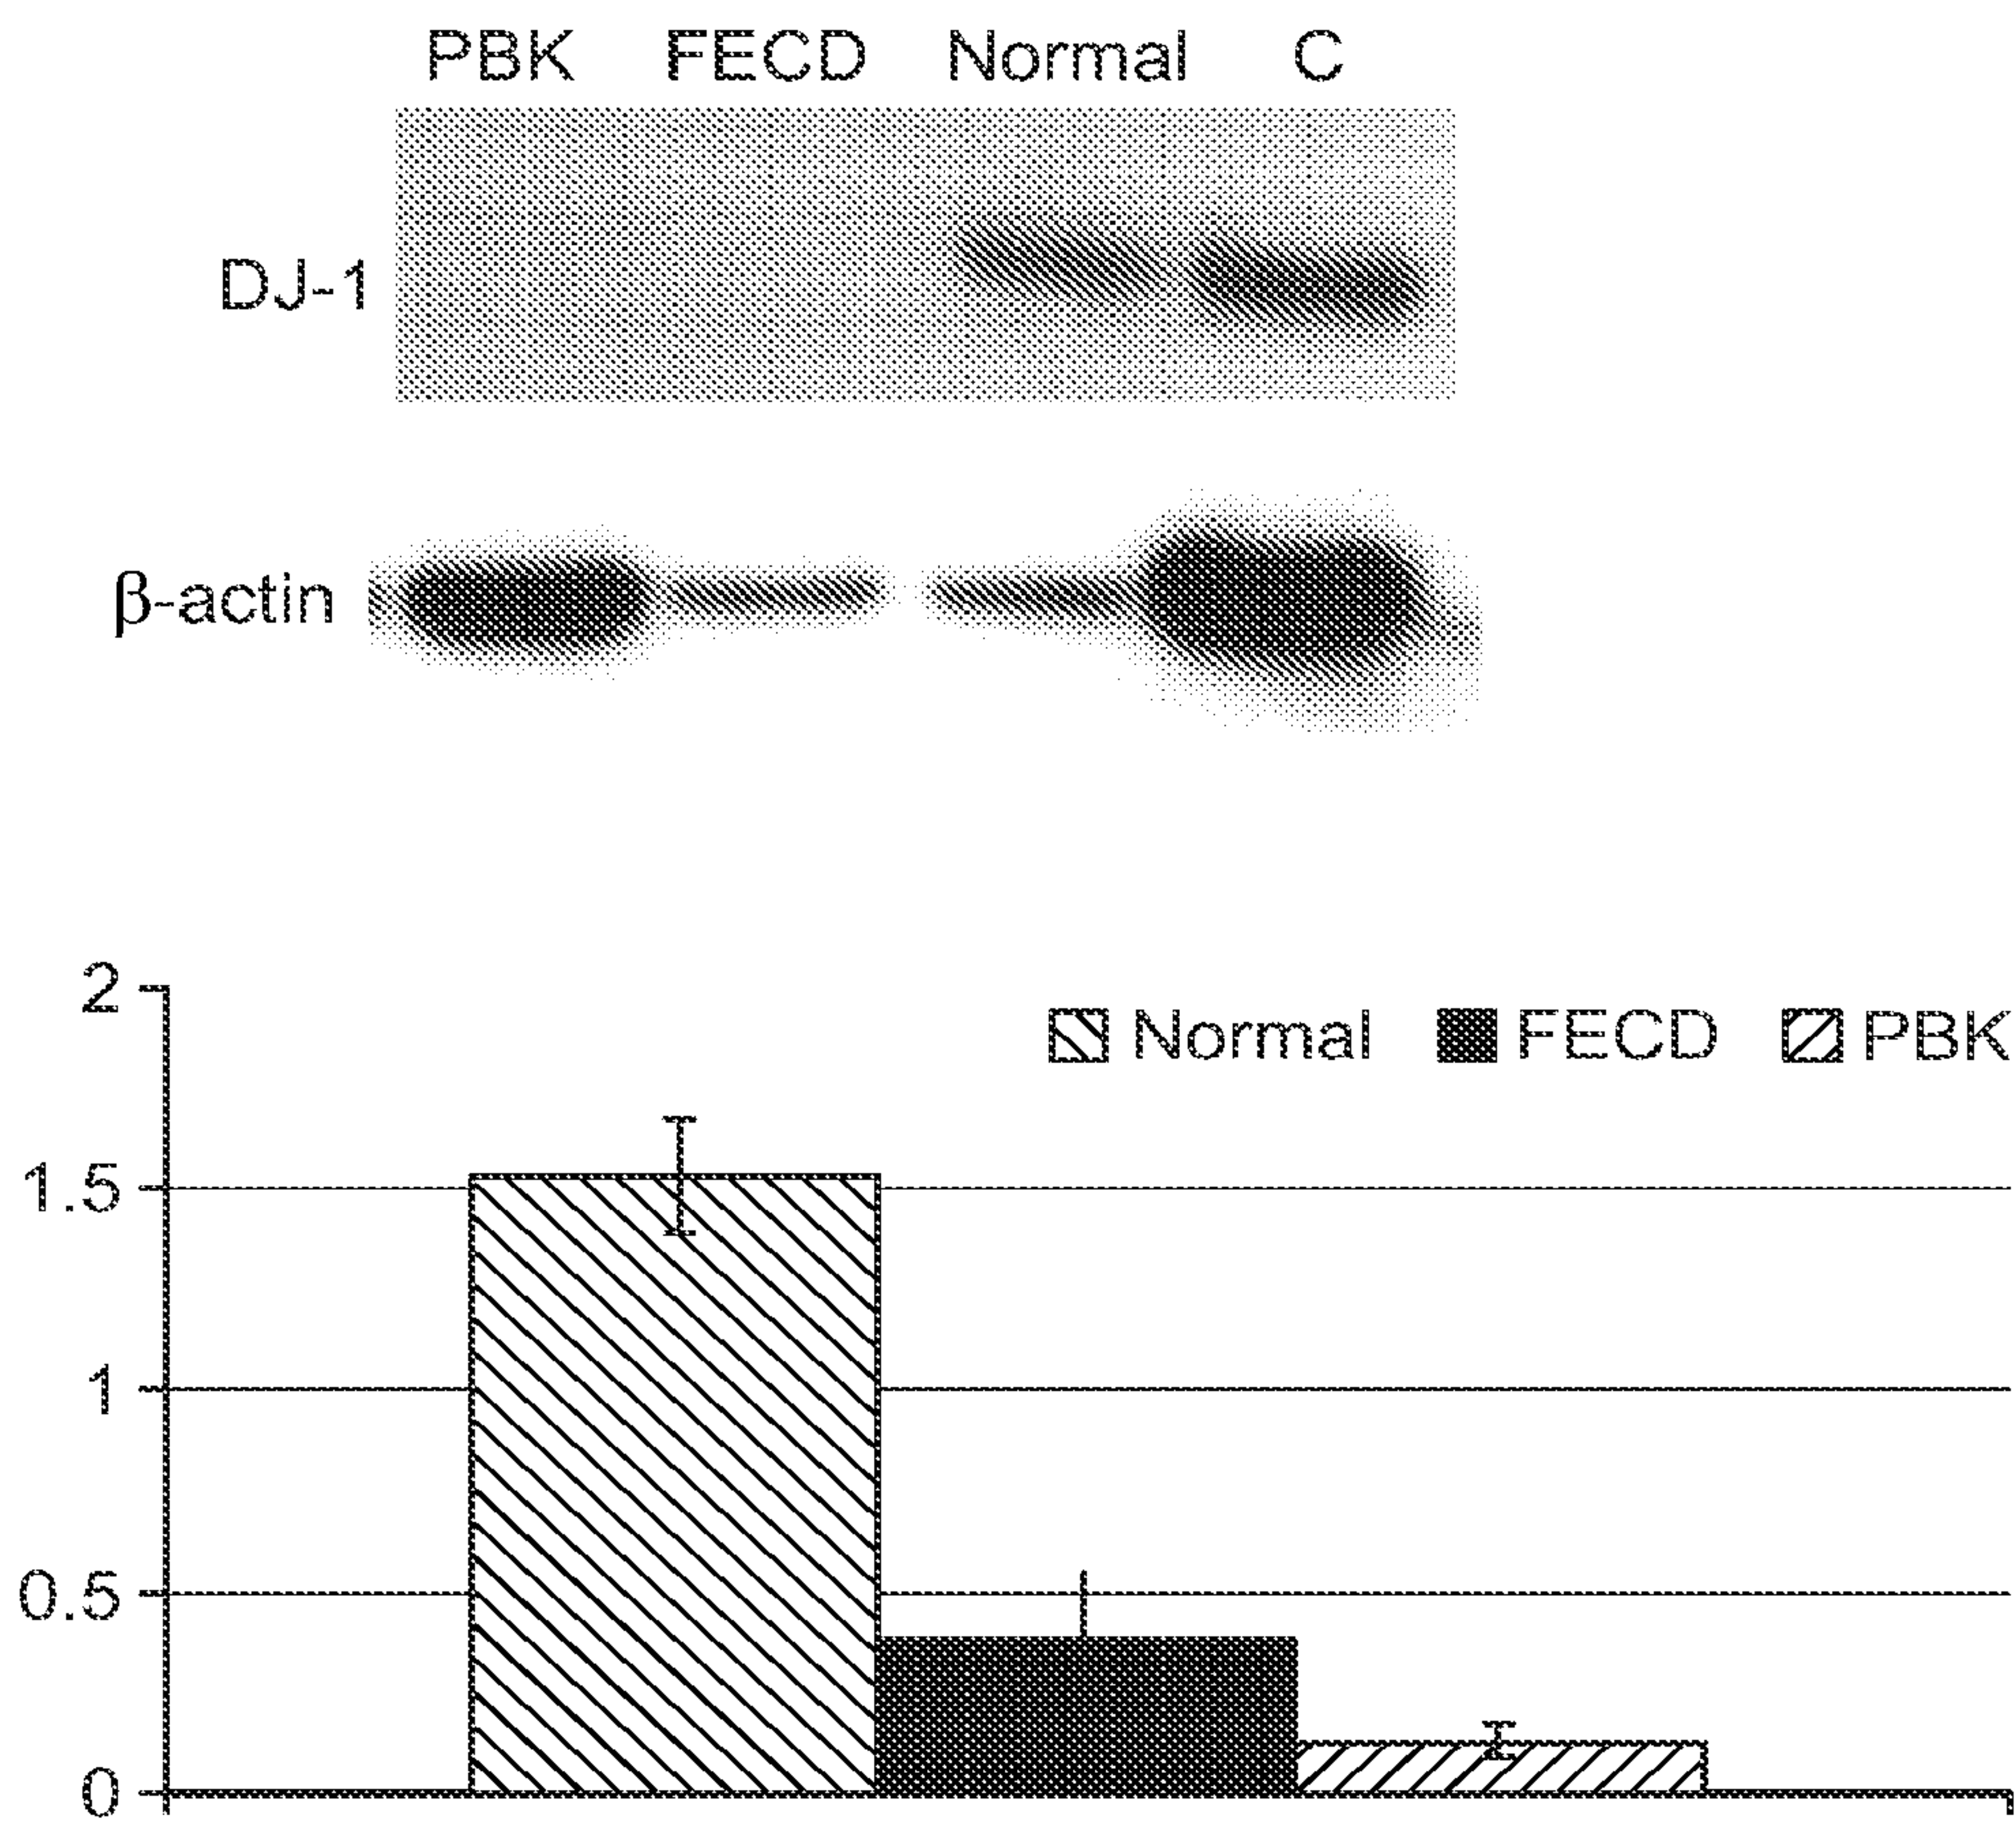 PBK FECD Normal C
DJ-1
β-actin
2
Normal FECD PBK
1.5
1
0.5
0